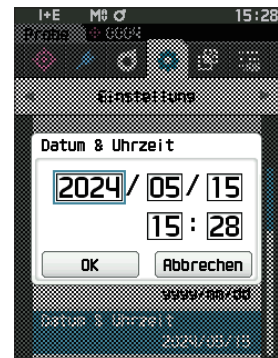 I+E M0 15:28
Probe 0004
Einstellung
Datum & Uhrzeit
2024/05/15
15:28
OK Abbrechen
yyyy/mm/dd
Datum & Uhrzeit
2024/05/15